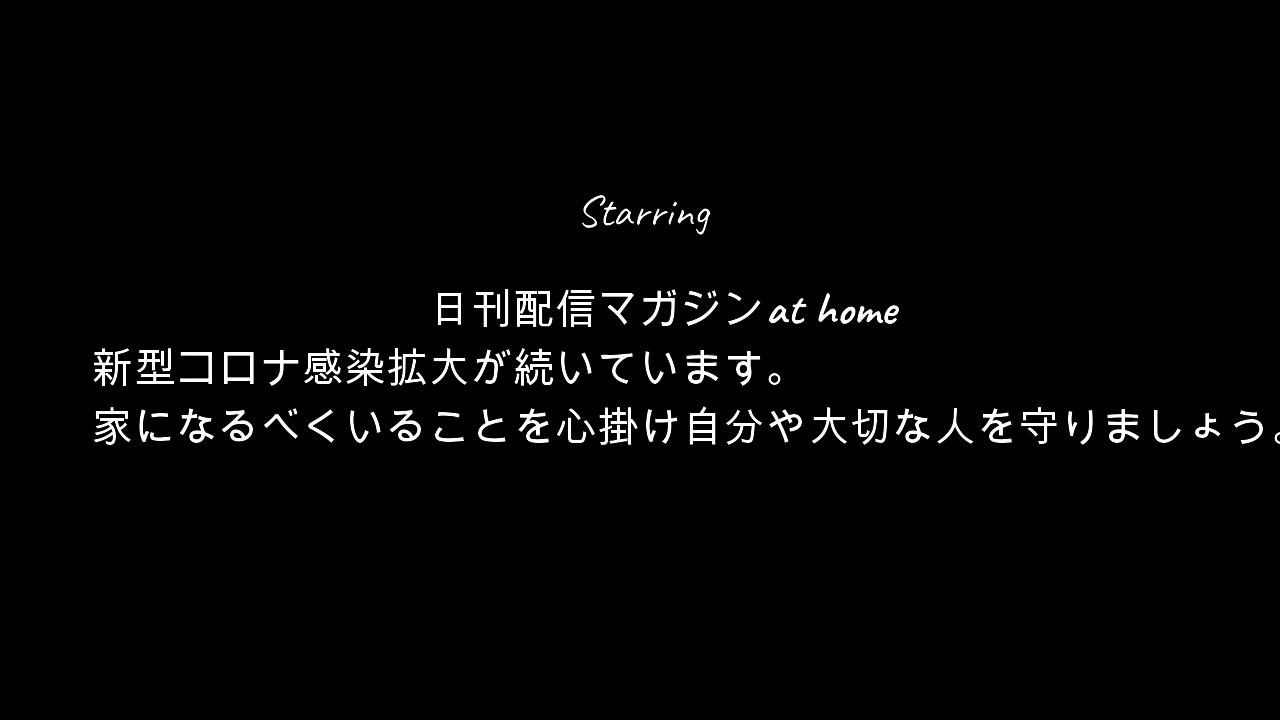 Starring
日刊配信マガジンat home
新型コロナ感染拡大が続いています。
家になるべくいることを心掛け自分や大切な人を守りましょう。